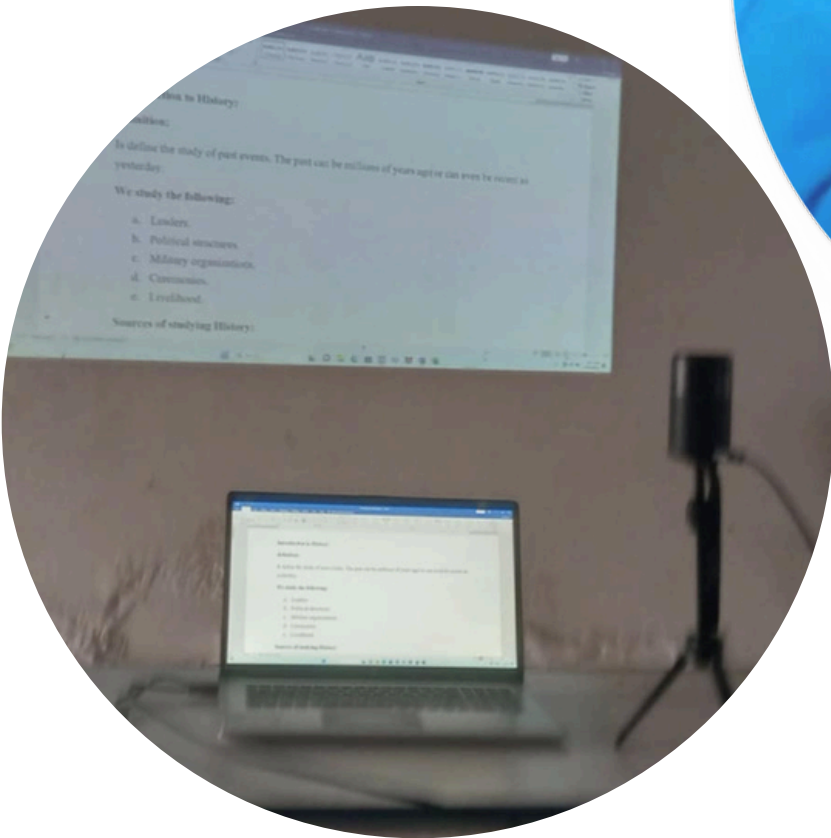 Introduction to History:
Definition:
Is define the study of past events. The past can be millions of years ago or can even be recent as
yesterday.
We study the following:
a. Leaders.
b. Political structures.
c. Military organizations.
d. Ceremonies.
e. Livelihood.
Sources of studying History: